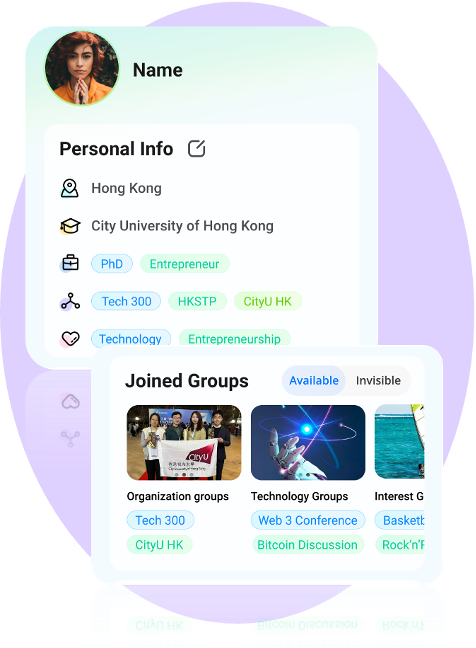 Name
Personal Info
Hong Kong
City University of Hong Kong
PhD Entrepreneur
Tech 300 HKSTP CityU HK
Technology Entrepreneurship
Joined Groups Available Invisible
CityU
Organization groups Technology Groups Interest G
Tech 300 Web 3 Conference Basketb
CityU HK Bitcoin Discussion Rock'n'R